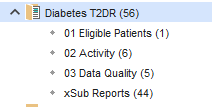 Diabetes T2DR (56)
01 Eligible Patients (1)
02 Activity (6)
03 Data Quality (5)
xSub Reports (44)